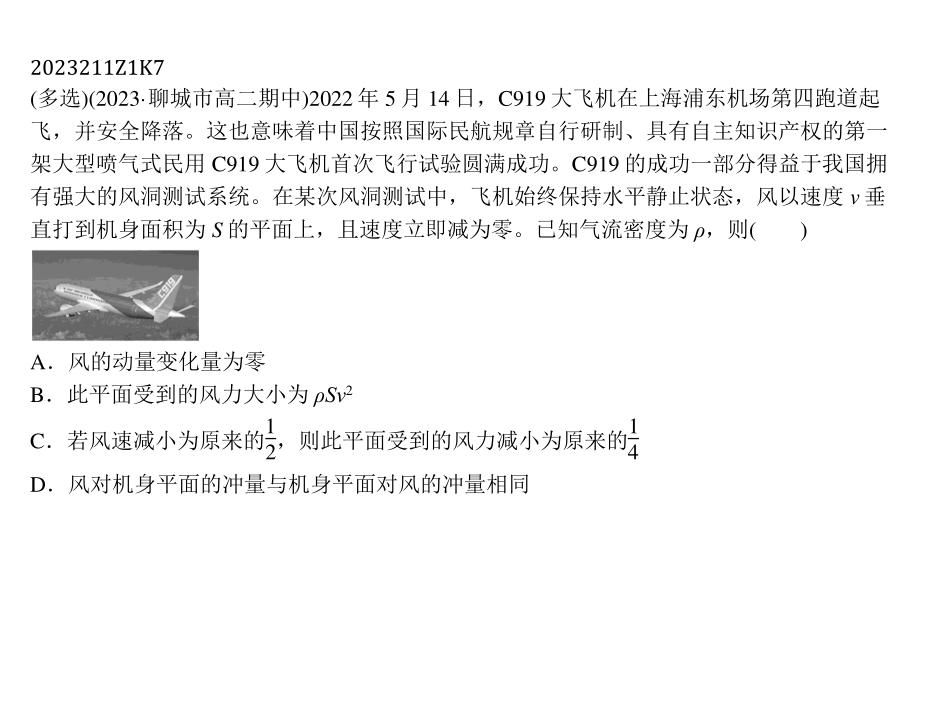 2023211Z1K7
(多选)(2023·聊城市高二期中)2022 年 5 月 14 日，C919 大飞机在上海浦东机场第四跑道起
飞，并安全降落。这也意味着中国按照国际民航规章自行研制、具有自主知识产权的第一
架大型喷气式民用 C919 大飞机首次飞行试验圆满成功。C919 的成功一部分得益于我国拥
有强大的风洞测试系统。在某次风洞测试中，飞机始终保持水平静止状态，风以速度 v 垂
直打到机身面积为 S 的平面上，且速度立即减为零。已知气流密度为 ρ，则(　　)
C919
A．风的动量变化量为零
B．此平面受到的风力大小为 ρSv²
C．若风速减小为原来的1/2，则此平面受到的风力减小为原来的1/4
D．风对机身平面的冲量与机身平面对风的冲量相同